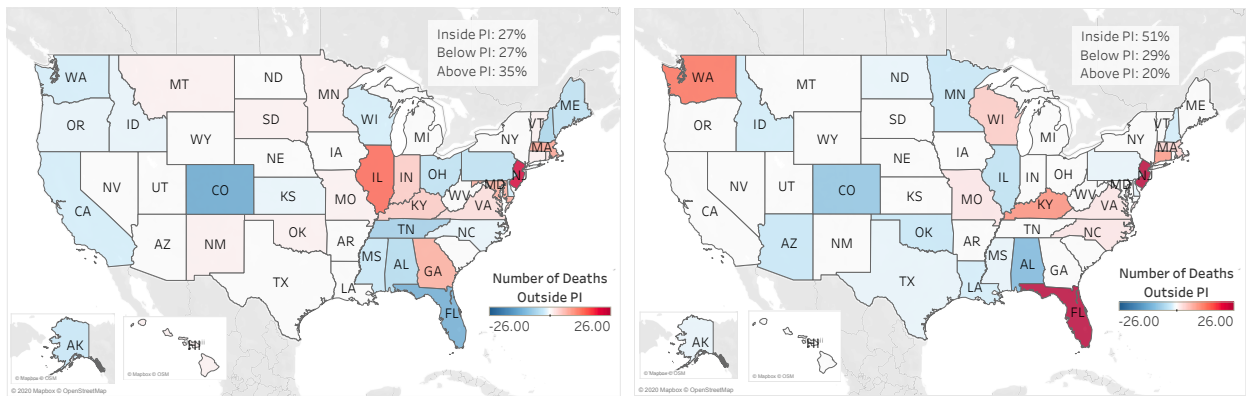 Inside PI: 27%
Below PI: 27%
Above PI: 35%
WA
MT
ND
MN
ME
OR
ID
SD
WI
VT
WY
MI
NY
MA
IA
NE
NV
UT
CO
IL
IN
OH
NJ
MD
CA
KS
MO
WV
VA
KY
AZ
NM
OK
TN
NC
AR
MS
AL
GA
TX
LA
FL
AK
HI
Number of Deaths
Outside PI
-26.00 26.00
© Mapbox © OSM
© Mapbox © OSM
© 2020 Mapbox © OpenStreetMap
Inside PI: 51%
Below PI: 29%
Above PI: 20%
WA
MT
ND
MN
ME
OR
ID
SD
WI
VT
WY
MI
NY
MA
IA
NE
NV
UT
CO
IL
IN
OH
NJ
MD
CA
KS
MO
WV
VA
KY
AZ
NM
OK
TN
NC
AR
MS
AL
GA
TX
LA
FL
AK
HI
Number of Deaths
Outside PI
-26.00 26.00
© Mapbox © OSM
© Mapbox © OSM
© 2020 Mapbox © OpenStreetMap